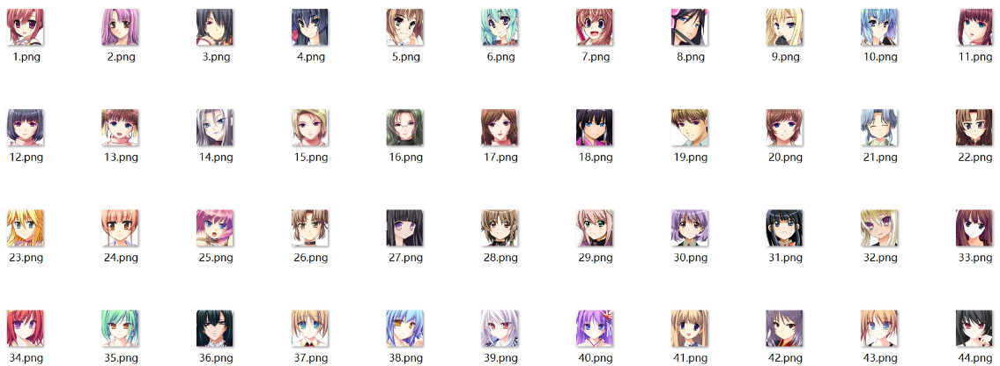 1.png 2.png 3.png 4.png 5.png 6.png 7.png 8.png 9.png 10.png 11.png
12.png 13.png 14.png 15.png 16.png 17.png 18.png 19.png 20.png 21.png 22.png
23.png 24.png 25.png 26.png 27.png 28.png 29.png 30.png 31.png 32.png 33.png
34.png 35.png 36.png 37.png 38.png 39.png 40.png 41.png 42.png 43.png 44.png